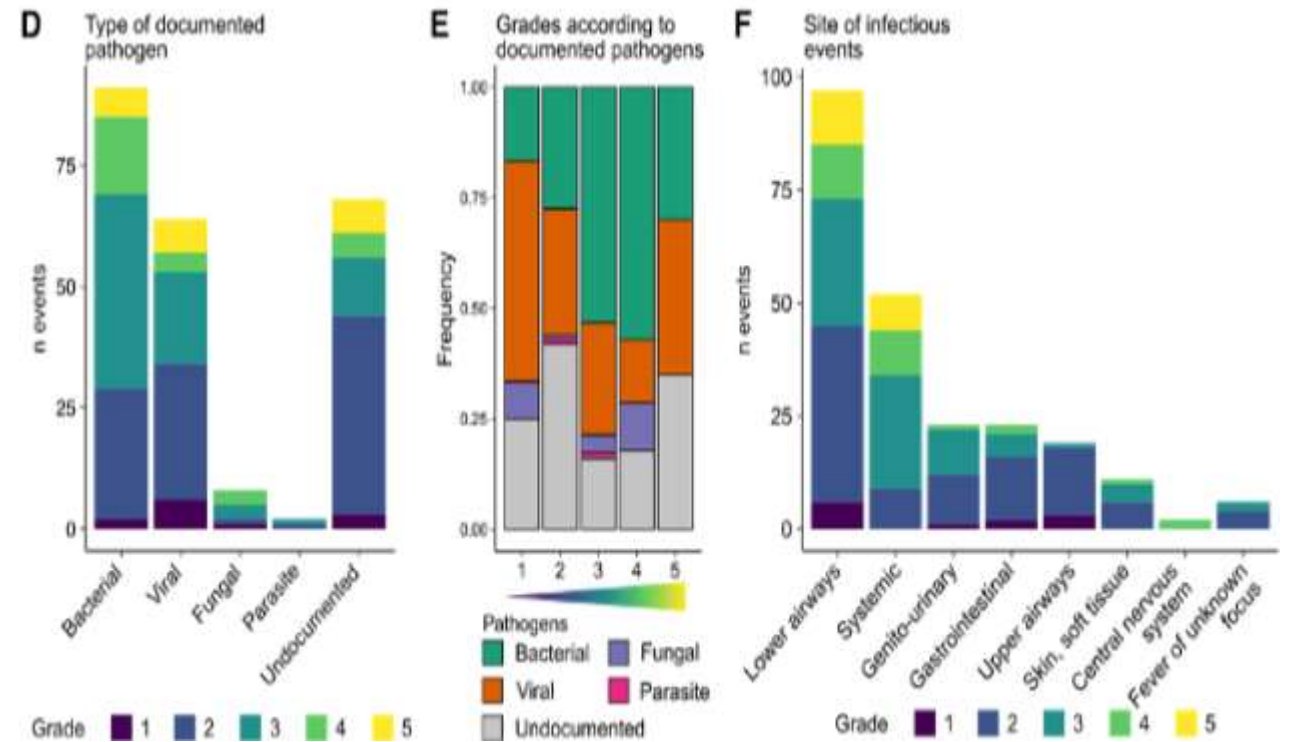 D Type of documented
pathogen
n events
75
50
25
0
Bacterial
Viral
Fungal
Parasite
Undocumented
Grade 1 2 3 4 5
E Grades according to
documented pathogens
Frequency
1.00
0.75
0.50
0.25
0.00
1 2 3 4 5
Pathogens
Bacterial Fungal
Viral Parasite
Undocumented
F Site of infectious
events
n events
100
75
50
25
0
Lower airways
Systemic
Genito-urinary
Gastrointestinal
Upper airways
Skin, soft tissue
Central nervous
system
Fever of unknown
focus
Grade 1 2 3 4 5